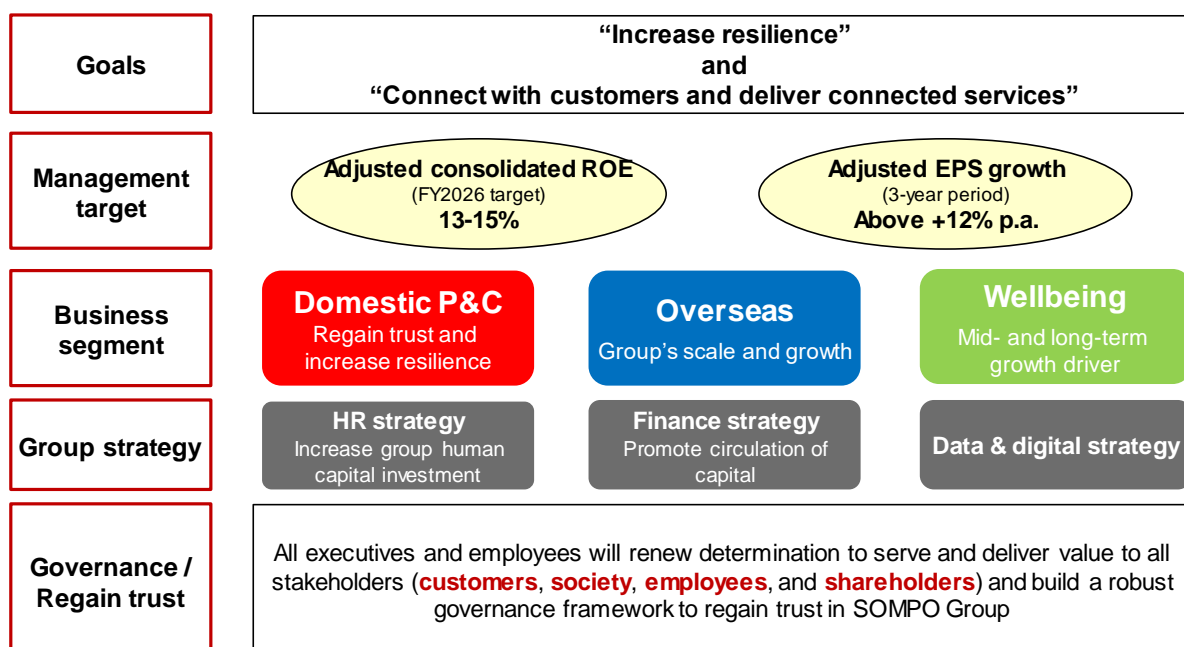 Goals
“Increase resilience”
and
“Connect with customers and deliver connected services”
Management
target
Adjusted consolidated ROE
(FY2026 target)
13-15%
Adjusted EPS growth
(3-year period)
Above +12% p.a.
Business
segment
Domestic P&C
Regain trust and
increase resilience
Overseas
Group’s scale and growth
Wellbeing
Mid- and long-term
growth driver
Group strategy
HR strategy
Increase group human
capital investment
Finance strategy
Promote circulation of
capital
Data & digital strategy
Governance /
Regain trust
All executives and employees will renew determination to serve and deliver value to all
stakeholders (customers, society, employees, and shareholders) and build a robust
governance framework to regain trust in SOMPO Group